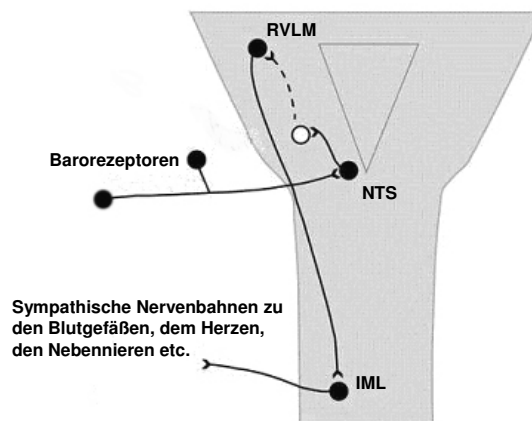 RVLM
Barorezeptoren
NTS
Sympathische Nervenbahnen zu
den Blutgefäßen, dem Herzen,
den Nebennieren etc.
IML